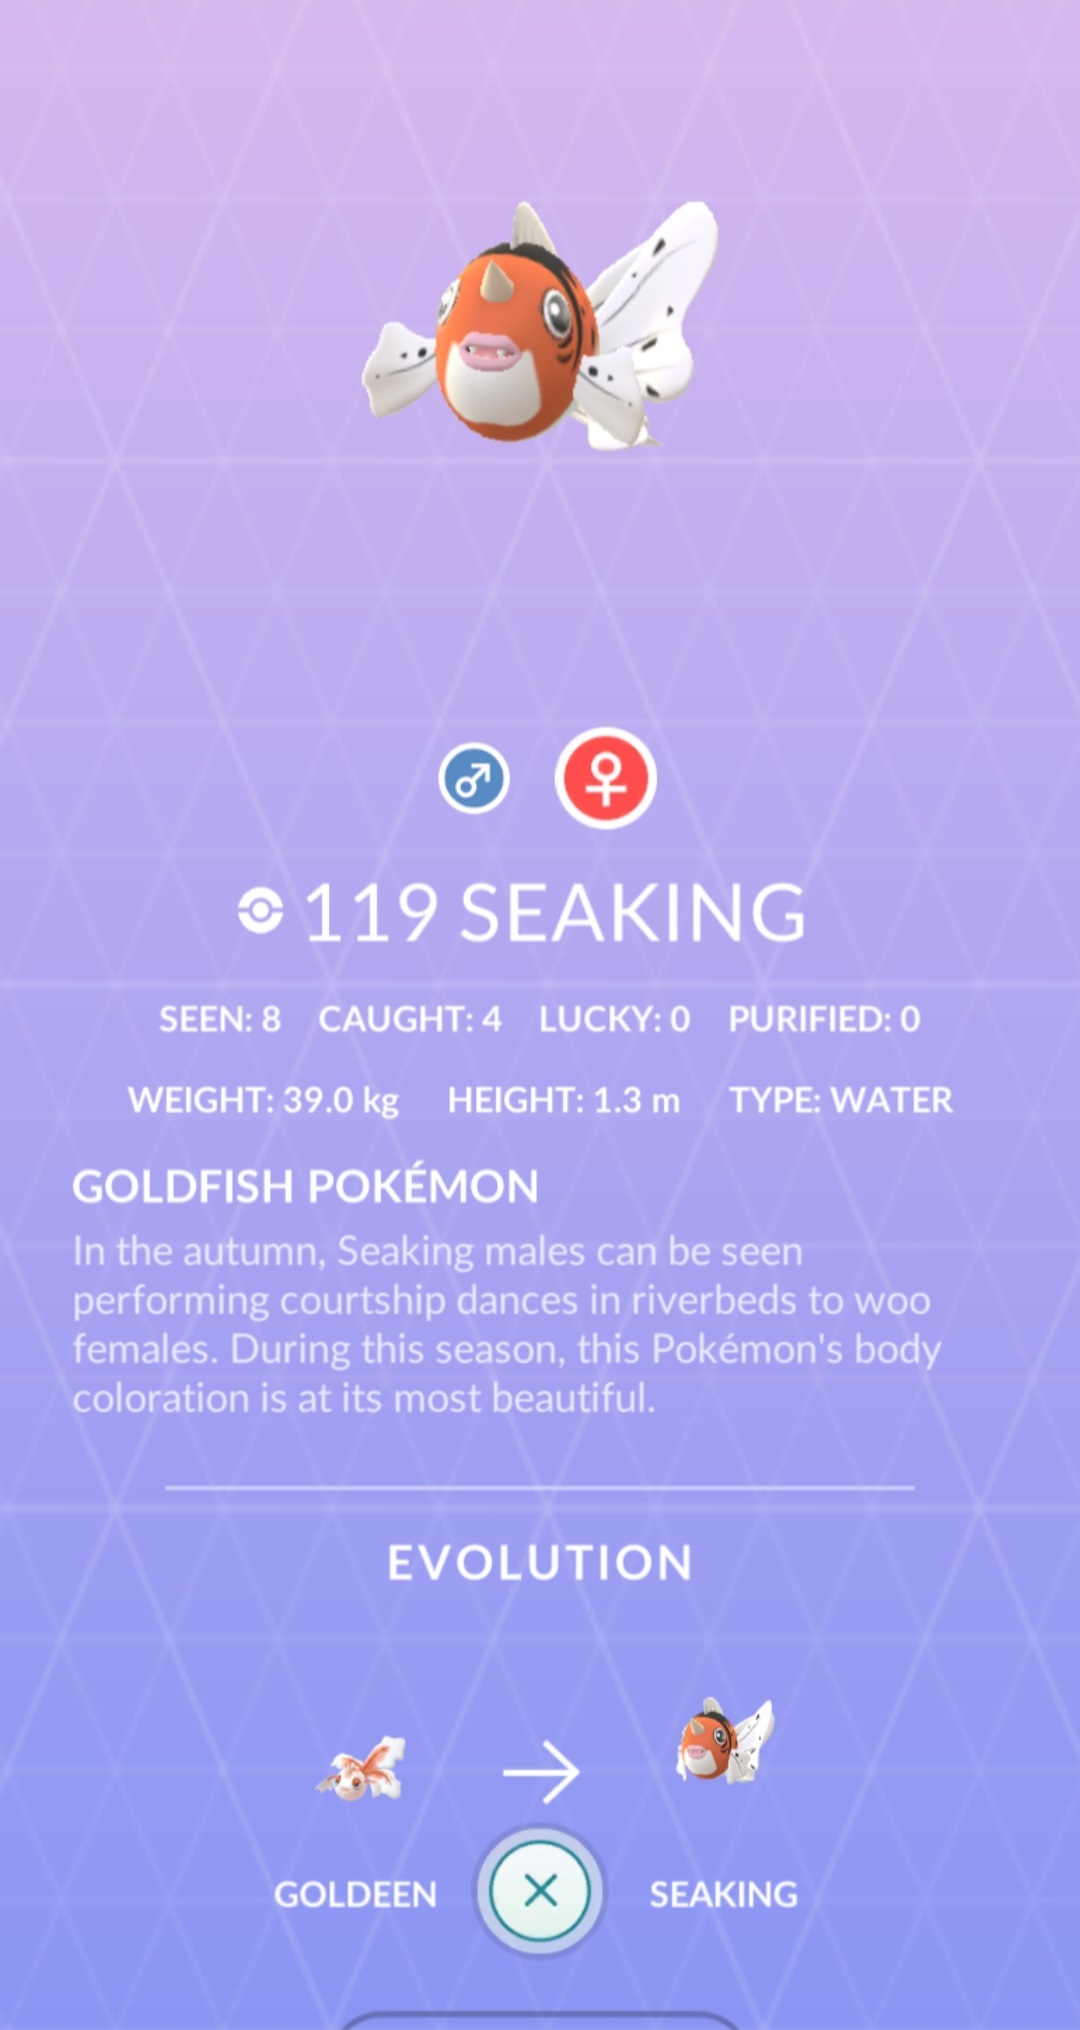 119 SEAKING
SEEN: 8 CAUGHT: 4 LUCKY: 0 PURIFIED: 0
WEIGHT: 39.0 kg HEIGHT: 1.3 m TYPE: WATER
GOLDFISH POKÉMON
In the autumn, Seaking males can be seen
performing courtship dances in riverbeds to woo
females. During this season, this Pokémon's body
coloration is at its most beautiful.
EVOLUTION
GOLDEEN SEAKING